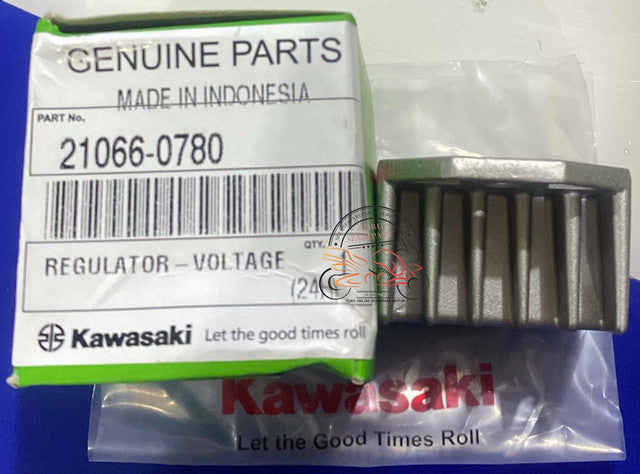 GENUINE PARTS
MADE IN INDONESIA
PART No.
21066-0780
QTY.
REGULATOR-VOLTAGE
Kawasaki Let the good times roll
Kawasaki
Let the Good Times Roll